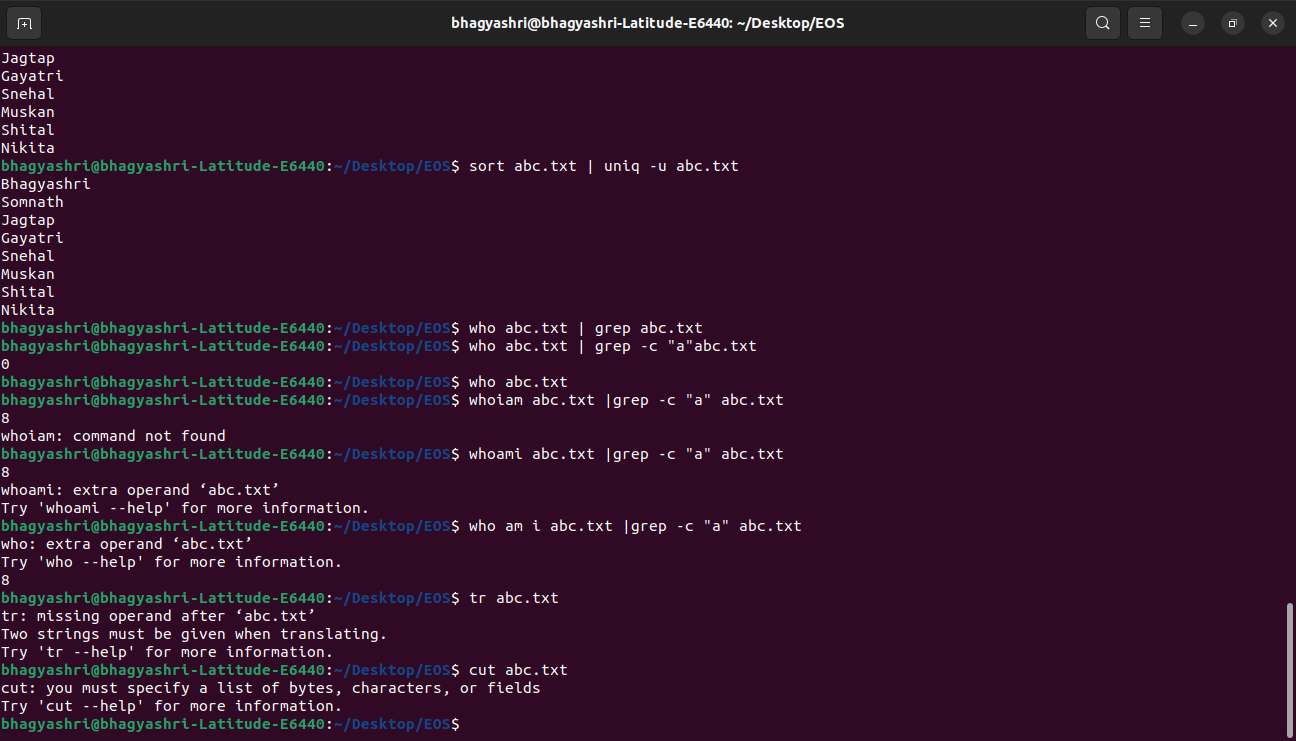 bhagyashri@bhagyashri-Latitude-E6440: ~/Desktop/EOS
Jagtap
Gayatri
Snehal
Muskan
Shital
Nikita
bhagyashri@bhagyashri-Latitude-E6440:~/Desktop/EOS$ sort abc.txt | uniq -u abc.txt
Bhagyashri
Somnath
Jagtap
Gayatri
Snehal
Muskan
Shital
Nikita
bhagyashri@bhagyashri-Latitude-E6440:~/Desktop/EOS$ who abc.txt | grep abc.txt
bhagyashri@bhagyashri-Latitude-E6440:~/Desktop/EOS$ who abc.txt | grep -c "a"abc.txt
0
bhagyashri@bhagyashri-Latitude-E6440:~/Desktop/EOS$ who abc.txt
bhagyashri@bhagyashri-Latitude-E6440:~/Desktop/EOS$ whoiam abc.txt |grep -c "a" abc.txt
8
whoiam: command not found
bhagyashri@bhagyashri-Latitude-E6440:~/Desktop/EOS$ whoami abc.txt |grep -c "a" abc.txt
8
whoami: extra operand ‘abc.txt’
Try 'whoami --help' for more information.
bhagyashri@bhagyashri-Latitude-E6440:~/Desktop/EOS$ who am i abc.txt |grep -c "a" abc.txt
who: extra operand ‘abc.txt’
Try 'who --help' for more information.
8
bhagyashri@bhagyashri-Latitude-E6440:~/Desktop/EOS$ tr abc.txt
tr: missing operand after ‘abc.txt’
Two strings must be given when translating.
Try 'tr --help' for more information.
bhagyashri@bhagyashri-Latitude-E6440:~/Desktop/EOS$ cut abc.txt
cut: you must specify a list of bytes, characters, or fields
Try 'cut --help' for more information.
bhagyashri@bhagyashri-Latitude-E6440:~/Desktop/EOS$